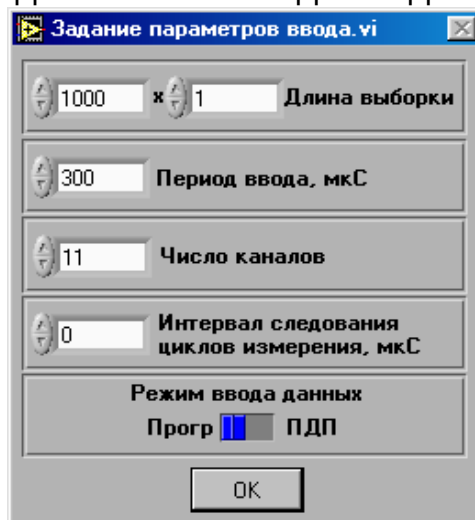 Задание параметров ввода.vi
1000 x 1 Длина выборки
300 Период ввода, мкС
11 Число каналов
0 Интервал следования
циклов измерения, мкС
Режим ввода данных
Прогр ПДП
OK